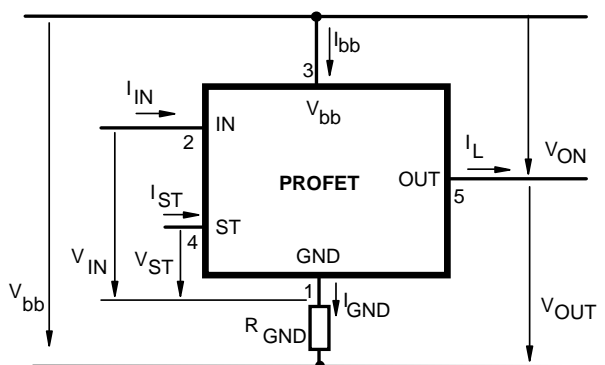 I bb
3
V bb
I IN
2
IN
I L
V ON
PROFET
OUT
5
I ST
4
ST
V IN
V ST
GND
V bb
1
I GND
R GND
V OUT